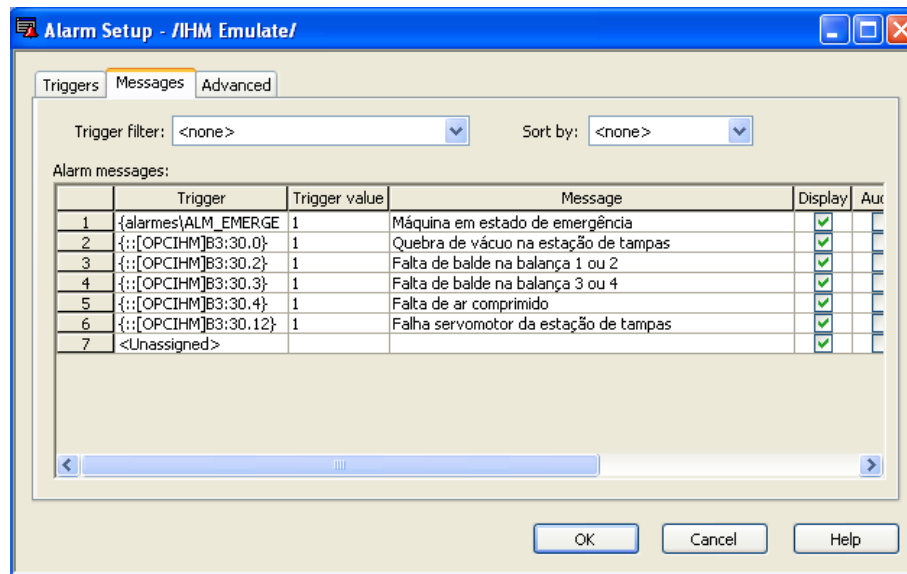 Alarm Setup - /IHM Emulate/
Triggers Messages Advanced
Trigger filter: <none> Sort by: <none>
Alarm messages:
Trigger Trigger value Message Display
1 {alarmes\ALM_EMERGE 1 Máquina em estado de emergência
2 {::[OPCIHM]B3:30.0} 1 Quebra de vácuo na estação de tampas
3 {::[OPCIHM]B3:30.2} 1 Falta de balde na balança 1 ou 2
4 {::[OPCIHM]B3:30.3} 1 Falta de balde na balança 3 ou 4
5 {::[OPCIHM]B3:30.4} 1 Falta de ar comprimido
6 {::[OPCIHM]B3:30.12} 1 Falha servomotor da estação de tampas
7 <Unassigned>
OK Cancel Help